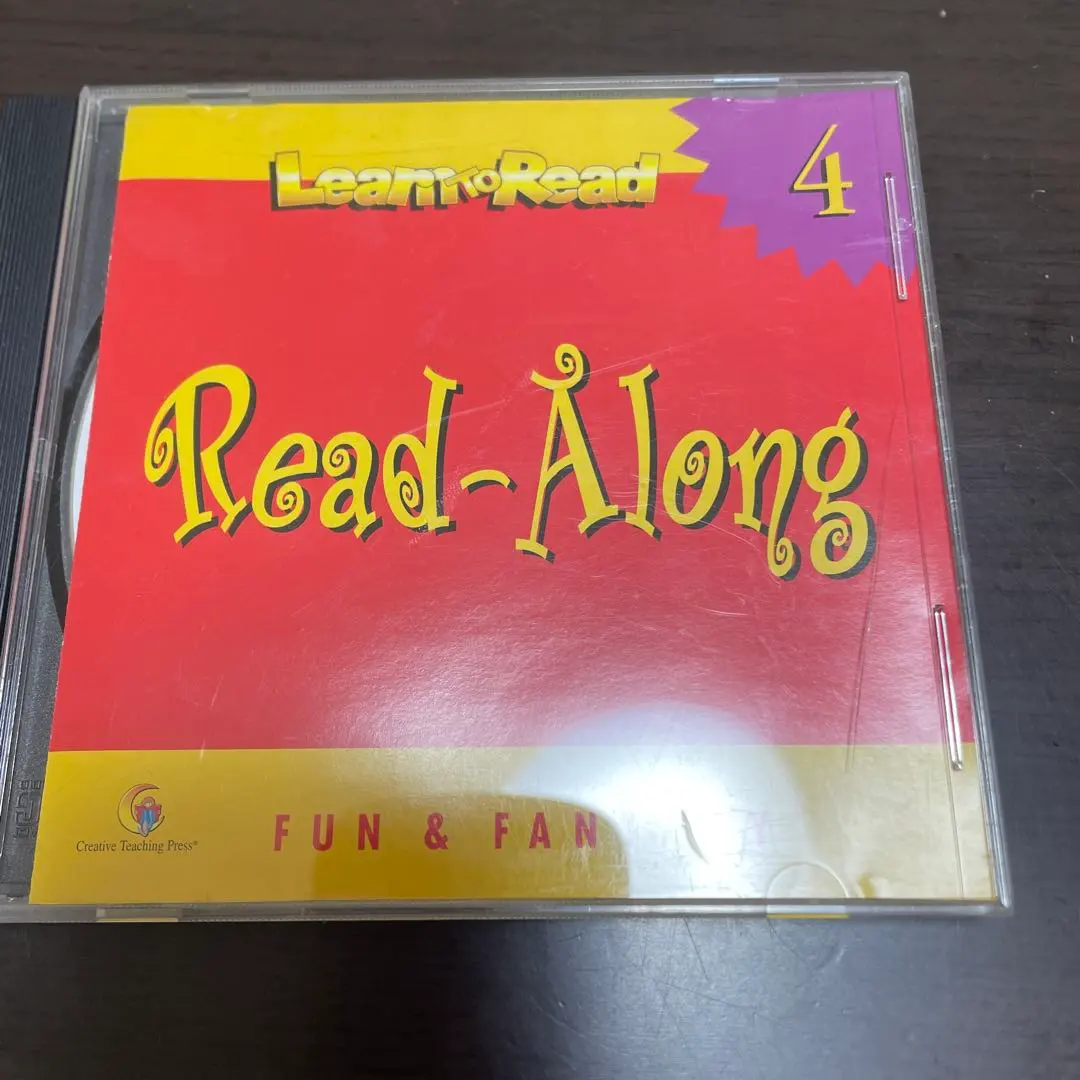 Learn to Read
4
Read-Along
Creative Teaching Press®
FUN & FAN